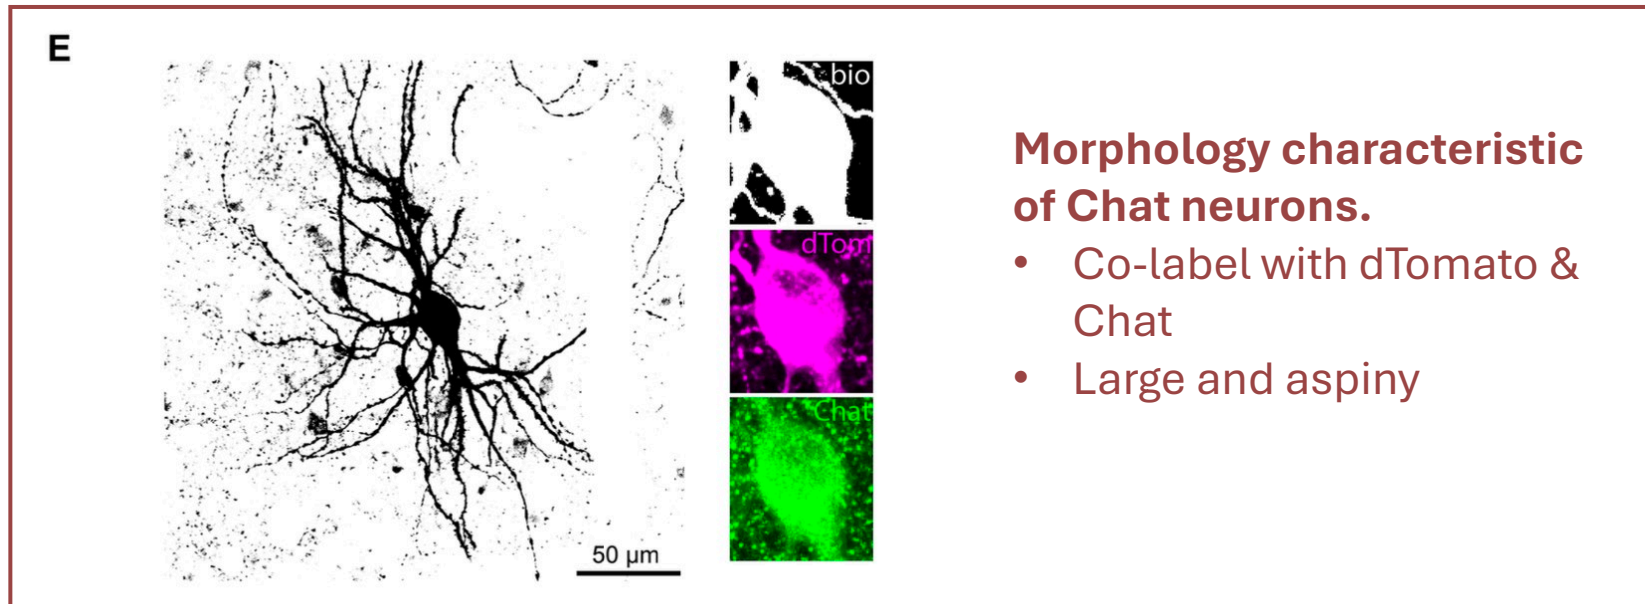 E
bio
dTom
Chat
50 µm
Morphology characteristic
of Chat neurons.
• Co-label with dTomato &
Chat
• Large and aspiny